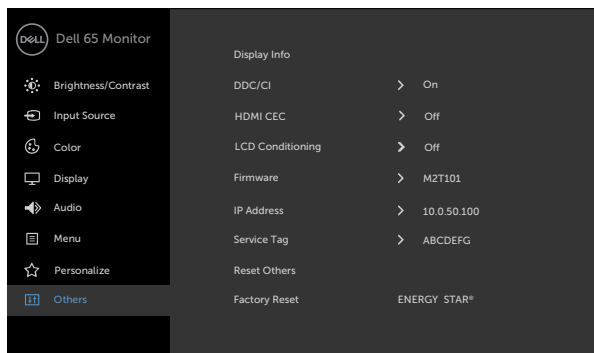 DELL Dell 65 Monitor
Display Info
Brightness/Contrast DDC/CI > On
Input Source HDMI CEC > Off
Color LCD Conditioning > Off
Display Firmware > M2T101
Audio IP Address > 10.0.50.100
Menu Service Tag > ABCDEFG
Personalize Reset Others
Others Factory Reset ENERGY STAR®